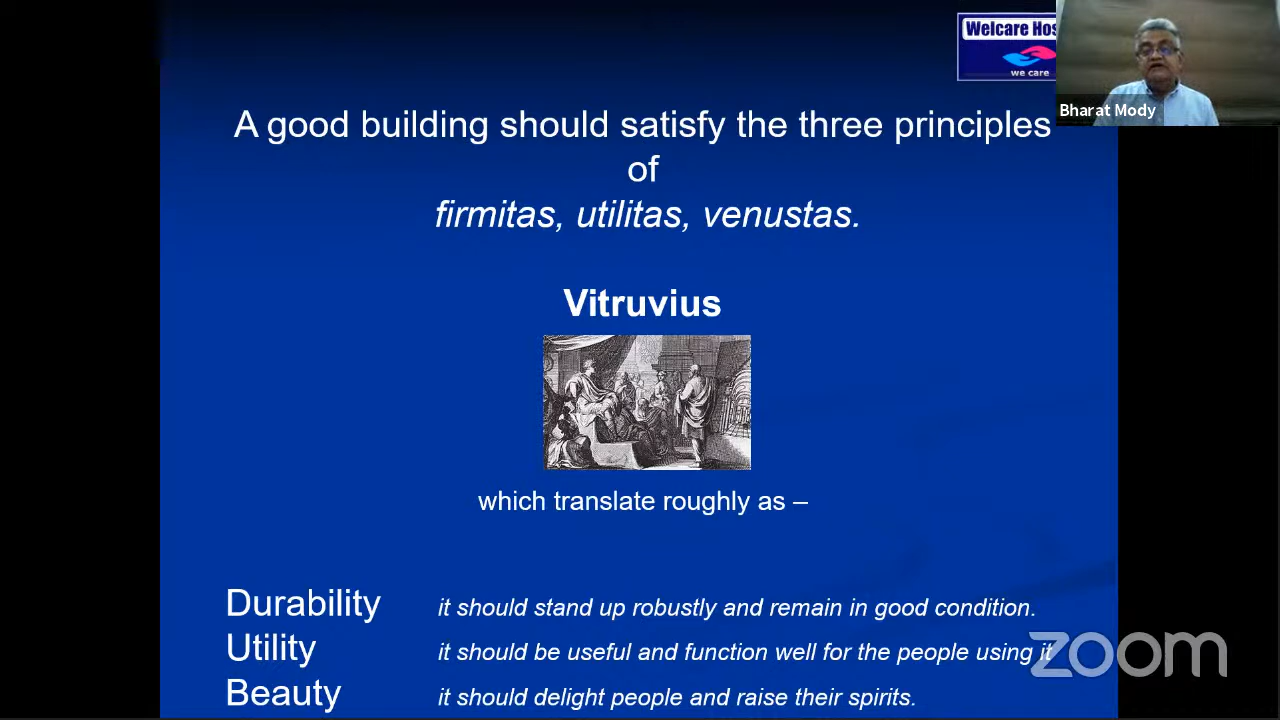 Welcare
we care
Bharat Mody
A good building should satisfy the three principles
of
firmitas, utilitas, venustas.
Vitruvius
which translate roughly as –
Durability it should stand up robustly and remain in good condition.
Utility it should be useful and function well for the people using it
Beauty it should delight people and raise their spirits.
zoom